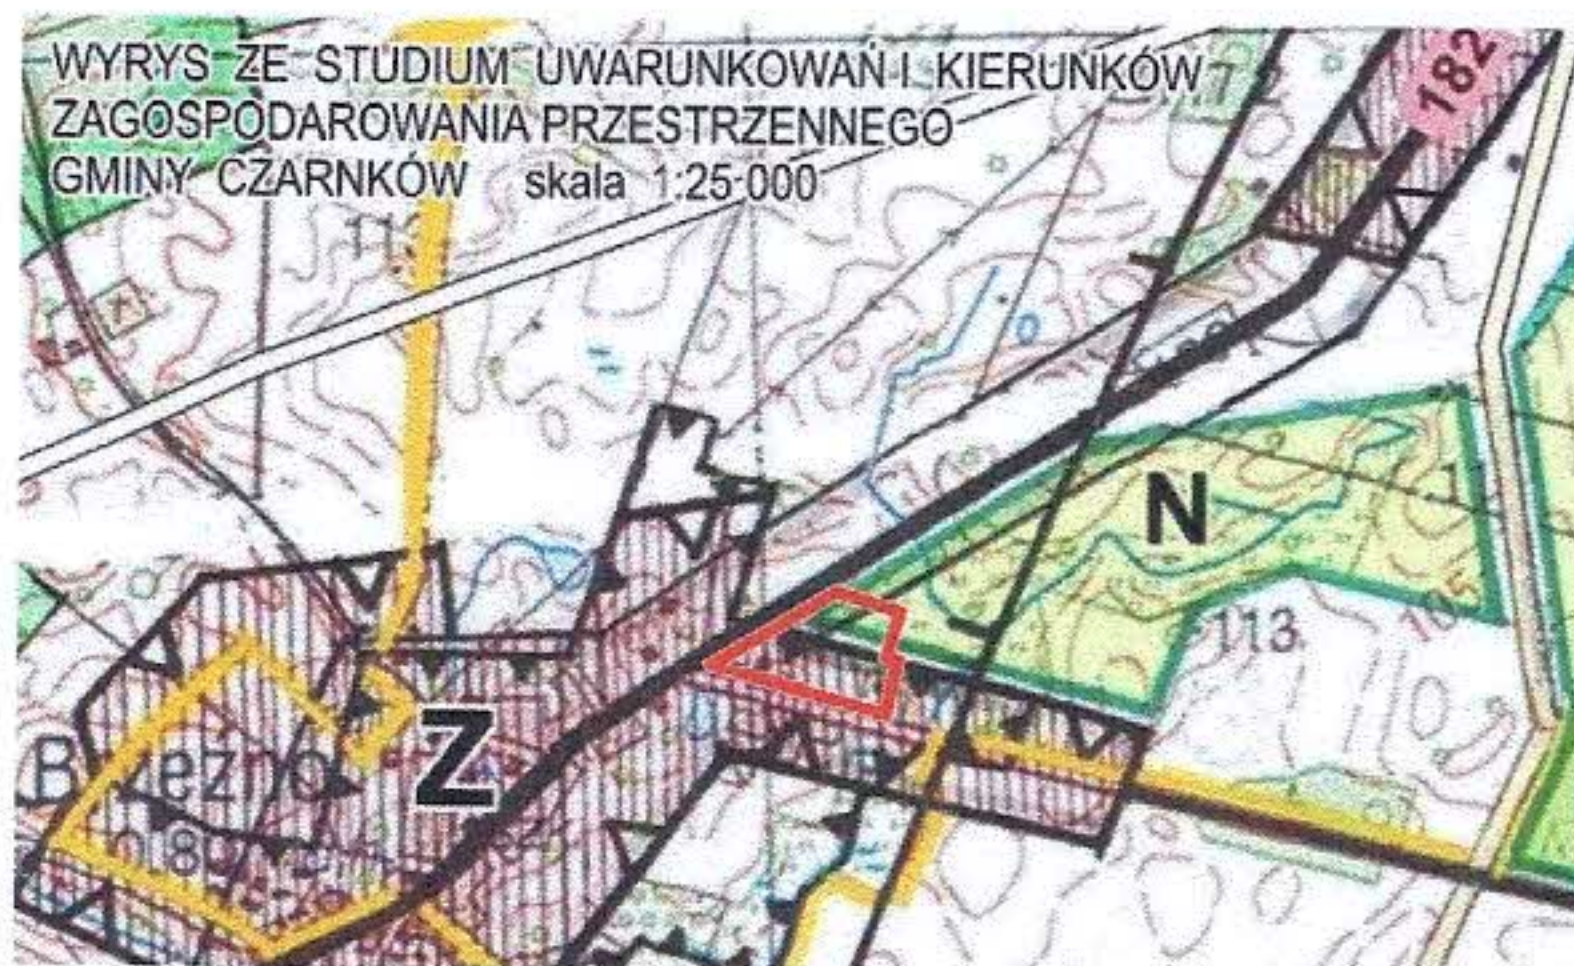 WYRYS ZE STUDIUM UWARUNKOWAŃ I KIERUNKÓW
ZAGOSPODAROWANIA PRZESTRZENNEGO
GMINY CZARNKÓW skala 1:25 000
182
N
113
Z